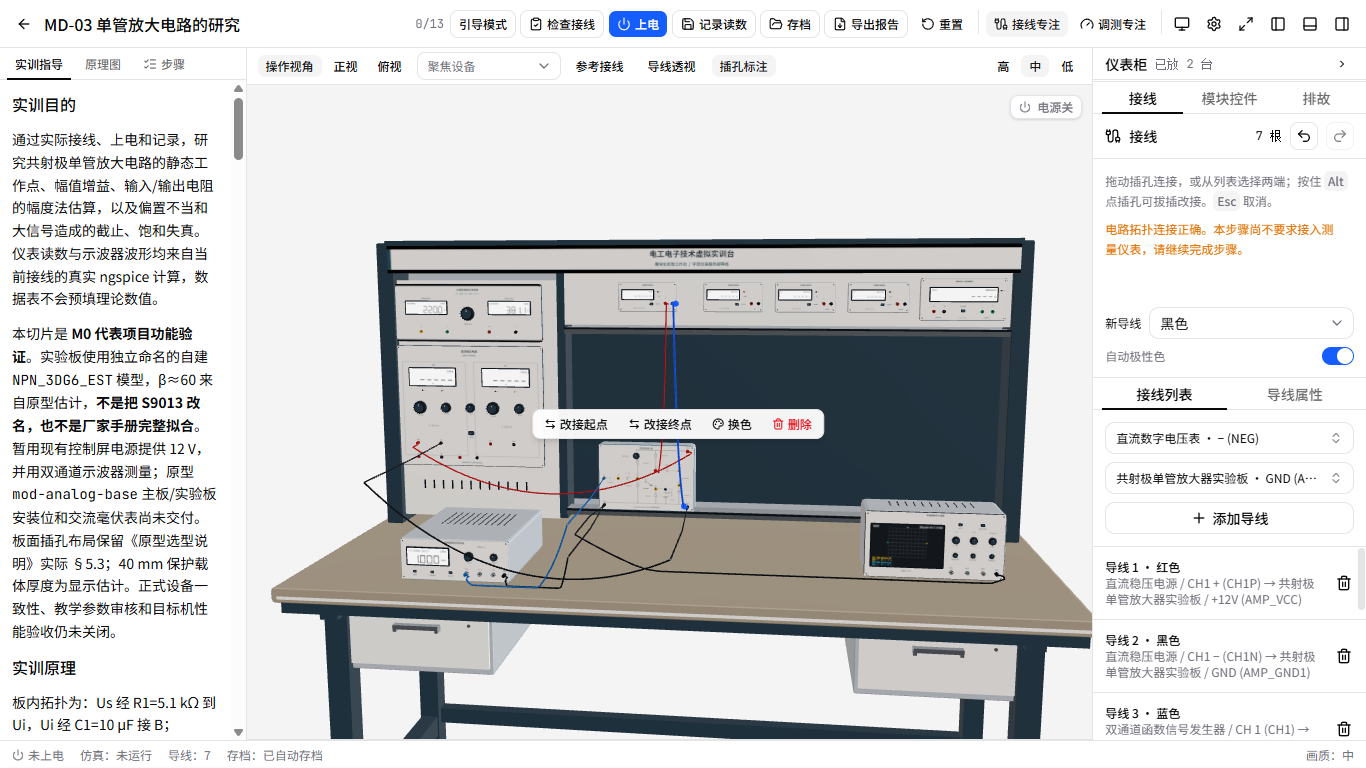 MD-03 单管放大电路的研究
0/13
引导模式
检查接线
上电
记录读数
存档
导出报告
重置
接线专注
调测专注
实训指导
原理图
步骤
操作视角
正视
俯视
聚焦设备
参考接线
导线透视
插孔标注
高
中
低
仪表柜
已放 2 台
实训目的
通过实际接线、上电和记录，研
究共射极单管放大电路的静态工
作点、幅值增益、输入/输出电阻
的幅度法估算，以及偏置不当和
大信号造成的截止、饱和失真。
仪表读数与示波器波形均来自当
前接线的真实 ngspice 计算，数
据表不会预填理论数值。
本切片是 M0 代表项目功能验
证。实验板使用独立命名的自建
NPN_3DG6_EST 模型，β≈60 来
自原型估计，不是把 S9013 改
名，也不是厂家手册完整拟合。
暂用现有控制屏电源提供 12 V，
并用双通道示波器测量；原型
mod-analog-base 主板/实验板
安装位和交流毫伏表尚未交付。
板面插孔布局保留《原型选型说
明》实际 §5.3；40 mm 保护载
体厚度为显示估计。正式设备一
致性、教学参数审核和目标机性
能验收仍未关闭。
实训原理
板内拓扑为：Us 经 R1=5.1 kΩ 到
Ui，Ui 经 C1=10 μF 接 B；
电源关
电工电子技术虚拟实训台
改接起点
改接终点
换色
删除
接线
模块控件
排故
接线
7 根
拖动插孔连接，或从列表选择两端；按住 Alt
点插孔可拔插改接。 Esc 取消。
电路拓扑连接正确。本步骤尚不要求接入测
量仪表，请继续完成步骤。
新导线
黑色
自动极性色
接线列表
导线属性
直流数字电压表 · − (NEG)
共射极单管放大器实验板 · GND (A···
添加导线
导线 1 · 红色
直流稳压电源 / CH1 + (CH1P) → 共射极
单管放大器实验板 / +12V (AMP_VCC)
导线 2 · 黑色
直流稳压电源 / CH1 − (CH1N) → 共射极
单管放大器实验板 / GND (AMP_GND1)
导线 3 · 蓝色
双通道函数信号发生器 / CH 1 (CH1) →
未上电
仿真：未运行
导线：7
存档：已自动存档
画质：中